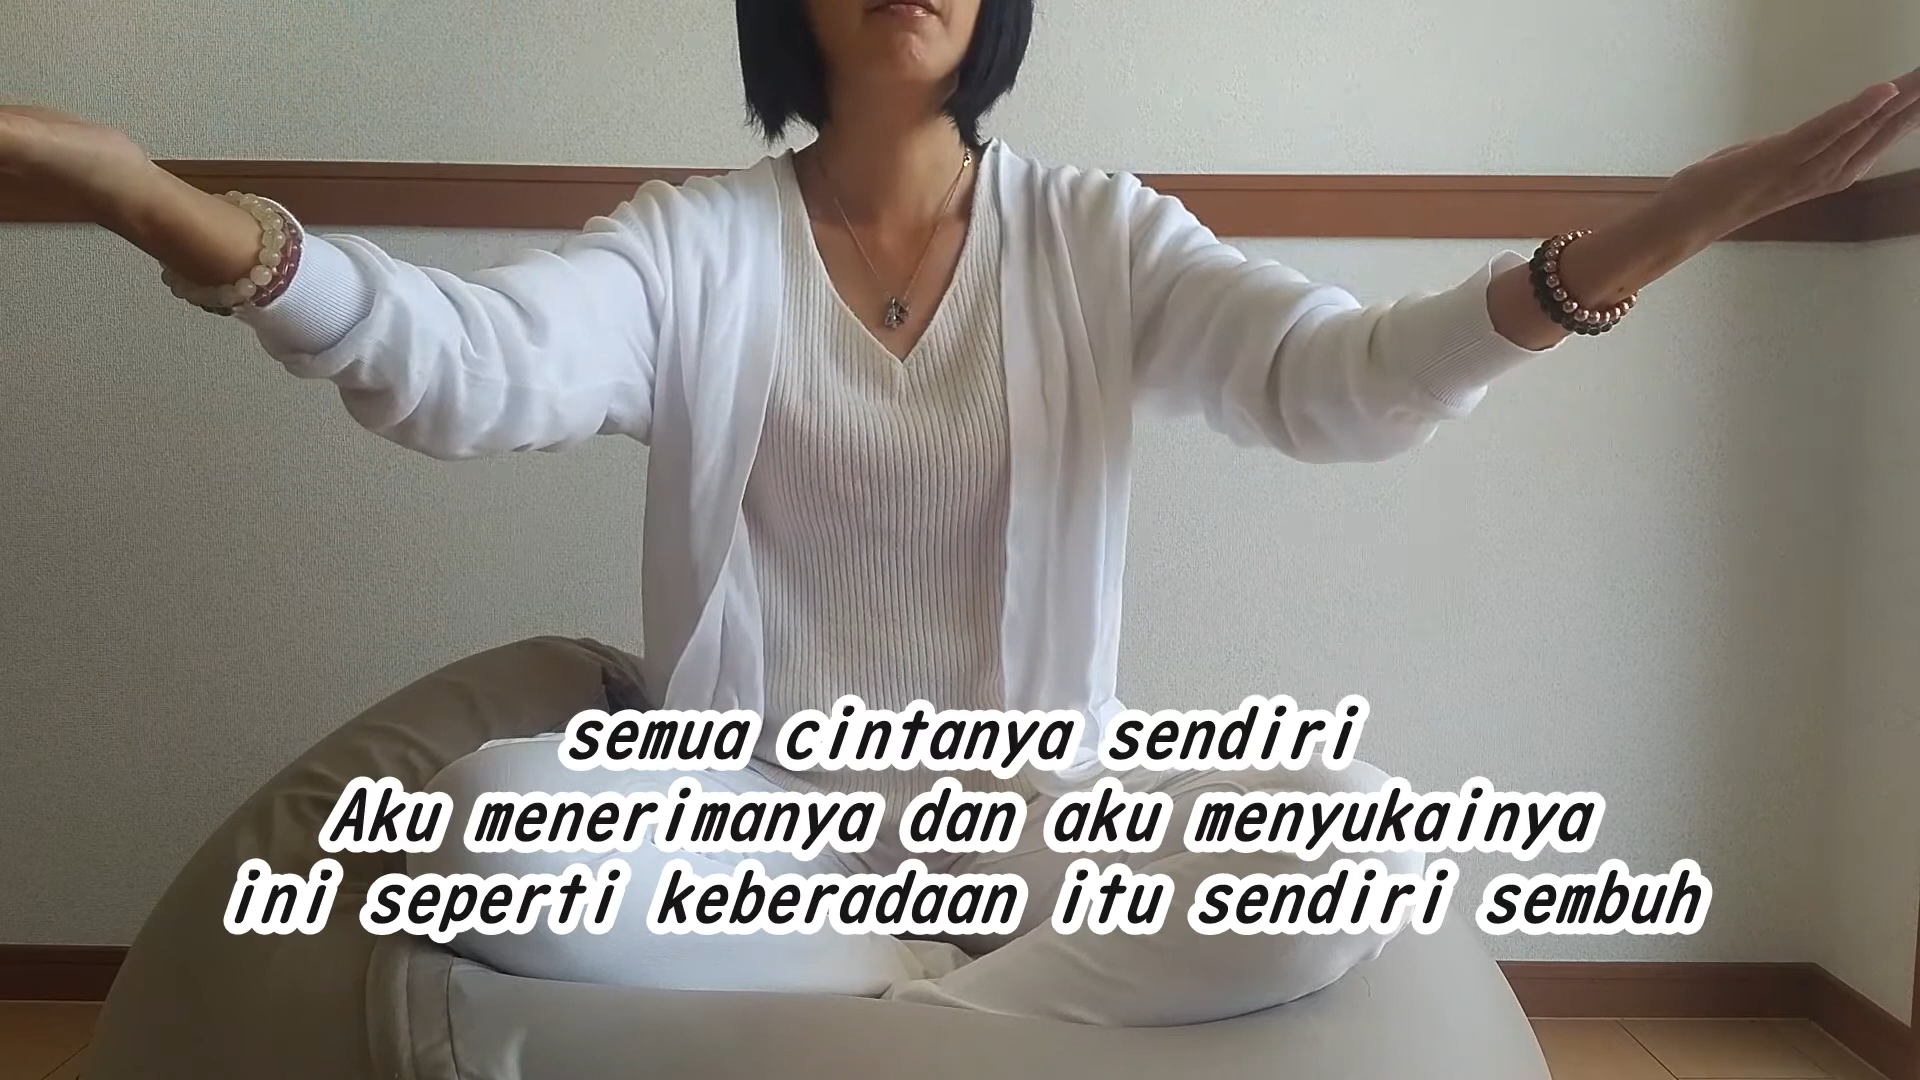 semua cintanya sendiri
Aku menerimanya dan aku menyukainya
ini seperti keberadaan itu sendiri sembuh